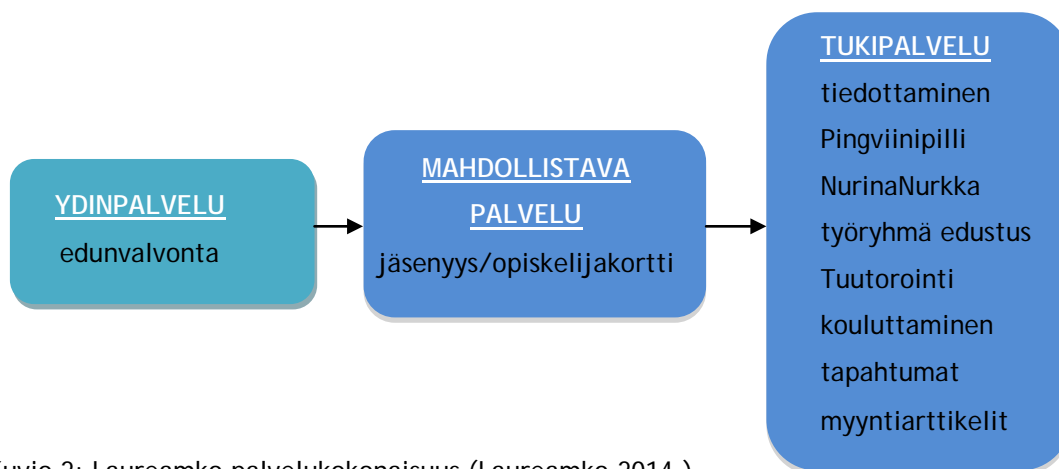 YDINPALVELU
edunvalvonta
MAHDOLLISTAVA
PALVELU
jäsenyys/opiskelijakortti
TUKIPALVELU
tiedottaminen
Pingviinipilli
NurinaNurkka
työryhmä edustus
Tuutorointi
kouluttaminen
tapahtumat
myyntiarttikelit